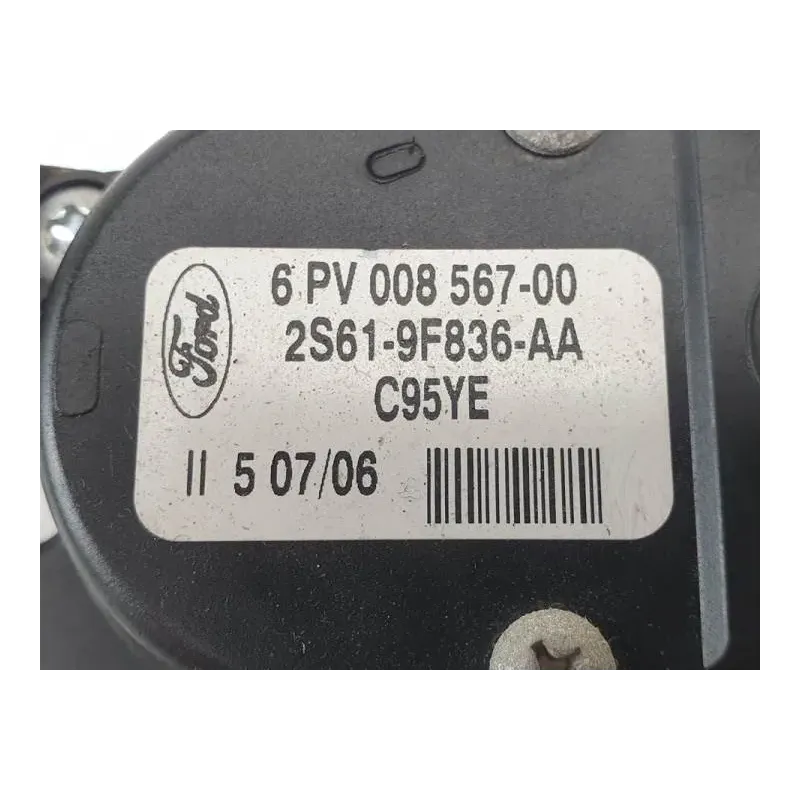 Ford
6 PV 008 567-00
2S61-9F836-AA
C95YE
II 5 07/06